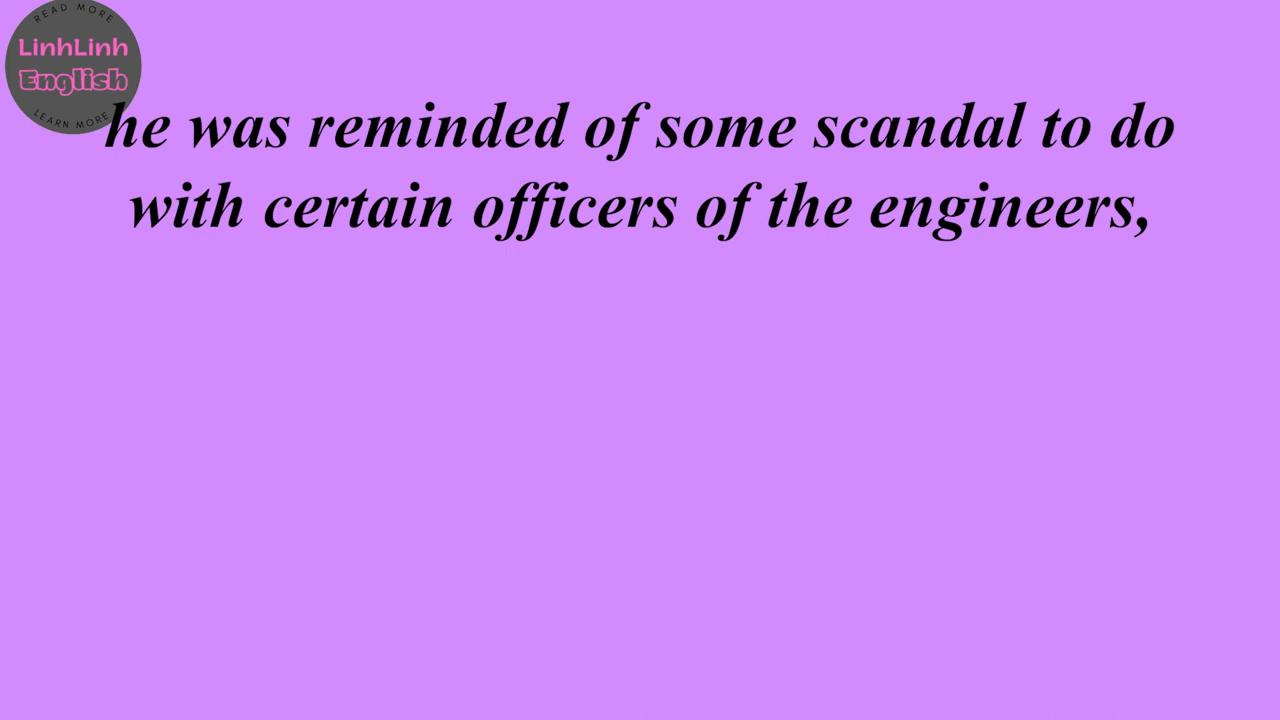 READ MORE
LinhLinh
English
LEARN MORE
he was reminded of some scandal to do
with certain officers of the engineers,